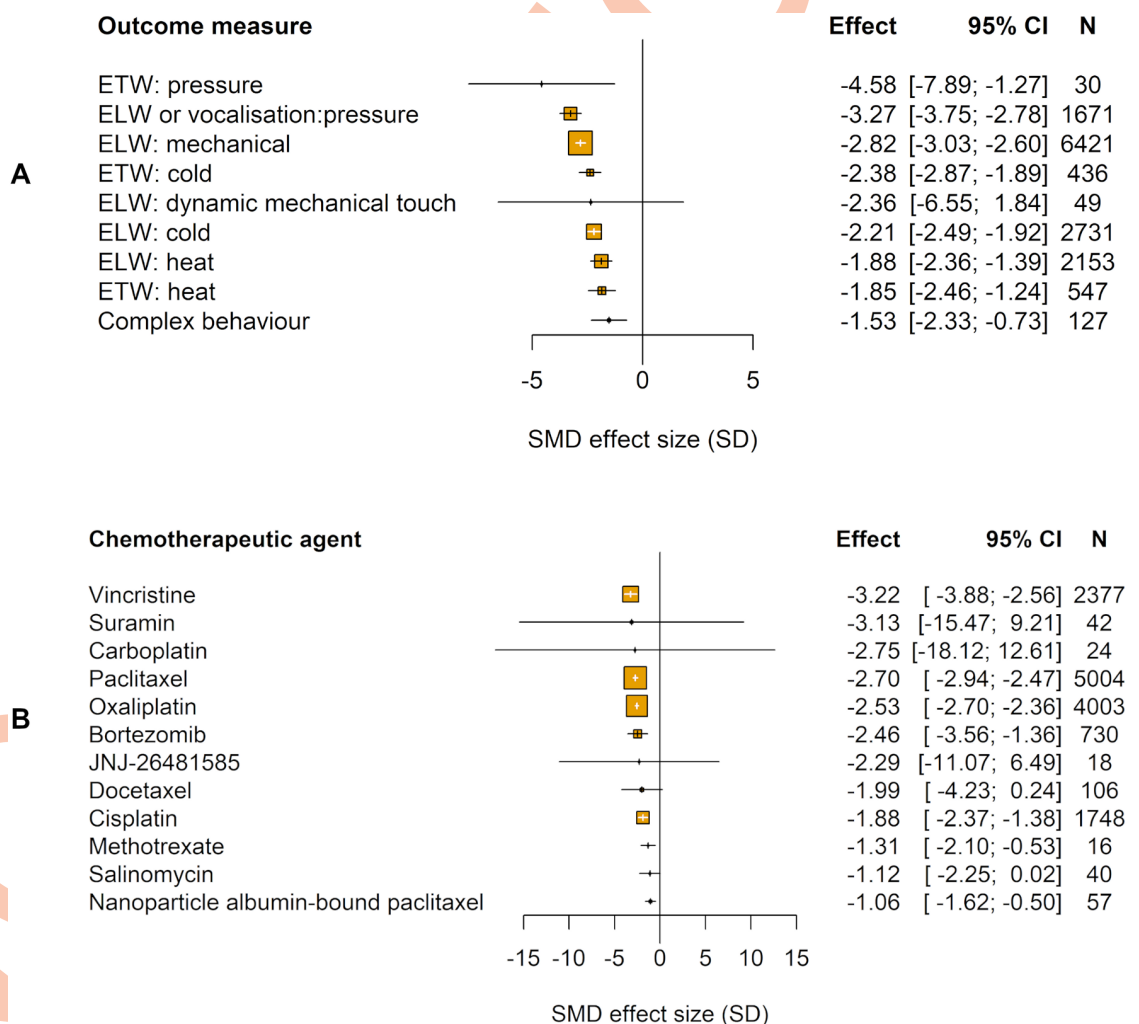 Outcome measure Effect 95% CI N
ETW: pressure -4.58 [-7.89; -1.27] 30
ELW or vocalisation:pressure -3.27 [-3.75; -2.78] 1671
ELW: mechanical -2.82 [-3.03; -2.60] 6421
A
ETW: cold -2.38 [-2.87; -1.89] 436
ELW: dynamic mechanical touch -2.36 [-6.55; 1.84] 49
ELW: cold -2.21 [-2.49; -1.92] 2731
ELW: heat -1.88 [-2.36; -1.39] 2153
ETW: heat -1.85 [-2.46; -1.24] 547
Complex behaviour -1.53 [-2.33; -0.73] 127
-5 0 5
SMD effect size (SD)
Chemotherapeutic agent Effect 95% CI N
Vincristine -3.22 [ -3.88; -2.56] 2377
Suramin -3.13 [-15.47; 9.21] 42
Carboplatin -2.75 [-18.12; 12.61] 24
Paclitaxel -2.70 [ -2.94; -2.47] 5004
Oxaliplatin -2.53 [ -2.70; -2.36] 4003
B
Bortezomib -2.46 [ -3.56; -1.36] 730
JNJ-26481585 -2.29 [-11.07; 6.49] 18
Docetaxel -1.99 [ -4.23; 0.24] 106
Cisplatin -1.88 [ -2.37; -1.38] 1748
Methotrexate -1.31 [ -2.10; -0.53] 16
Salinomycin -1.12 [ -2.25; 0.02] 40
Nanoparticle albumin-bound paclitaxel -1.06 [ -1.62; -0.50] 57
-15 -10 -5 0 5 10 15
SMD effect size (SD)